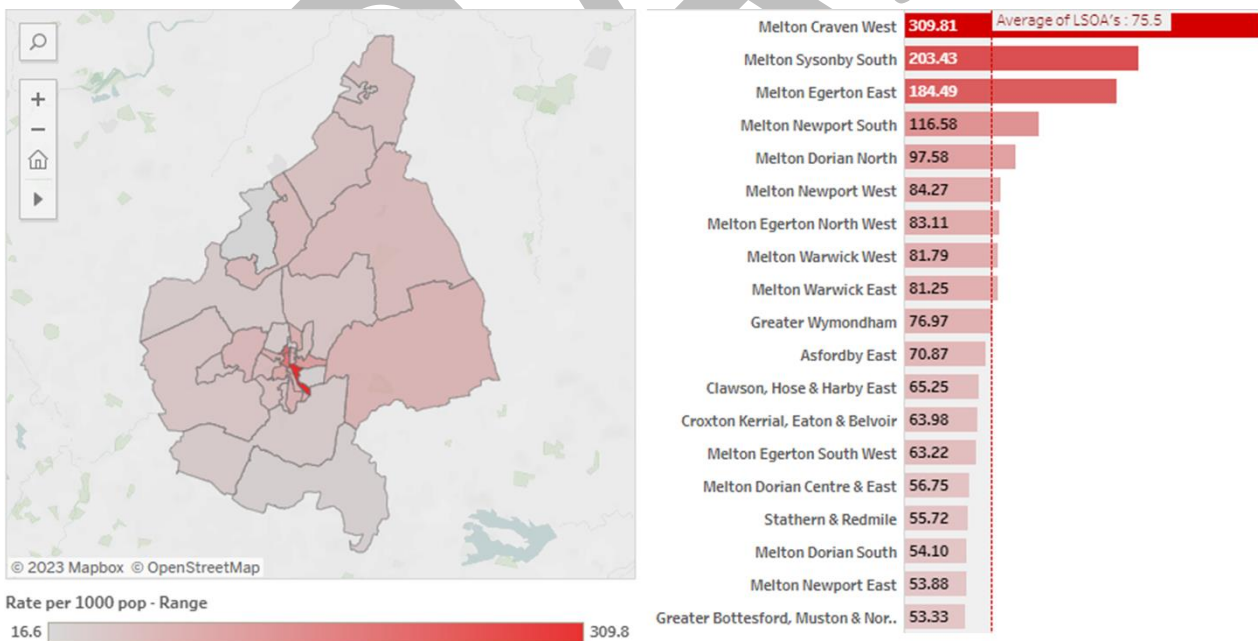 +
−
© 2023 Mapbox © OpenStreetMap
Rate per 1000 pop - Range
16.6 309.8
Average of LSOA's : 75.5
Melton Craven West 309.81
Melton Sysonby South 203.43
Melton Egerton East 184.49
Melton Newport South 116.58
Melton Dorian North 97.58
Melton Newport West 84.27
Melton Egerton North West 83.11
Melton Warwick West 81.79
Melton Warwick East 81.25
Greater Wymondham 76.97
Asfordby East 70.87
Clawson, Hose & Harby East 65.25
Croxton Kerrial, Eaton & Belvoir 63.98
Melton Egerton South West 63.22
Melton Dorian Centre & East 56.75
Stathern & Redmile 55.72
Melton Dorian South 54.10
Melton Newport East 53.88
Greater Bottesford, Muston & Nor.. 53.33